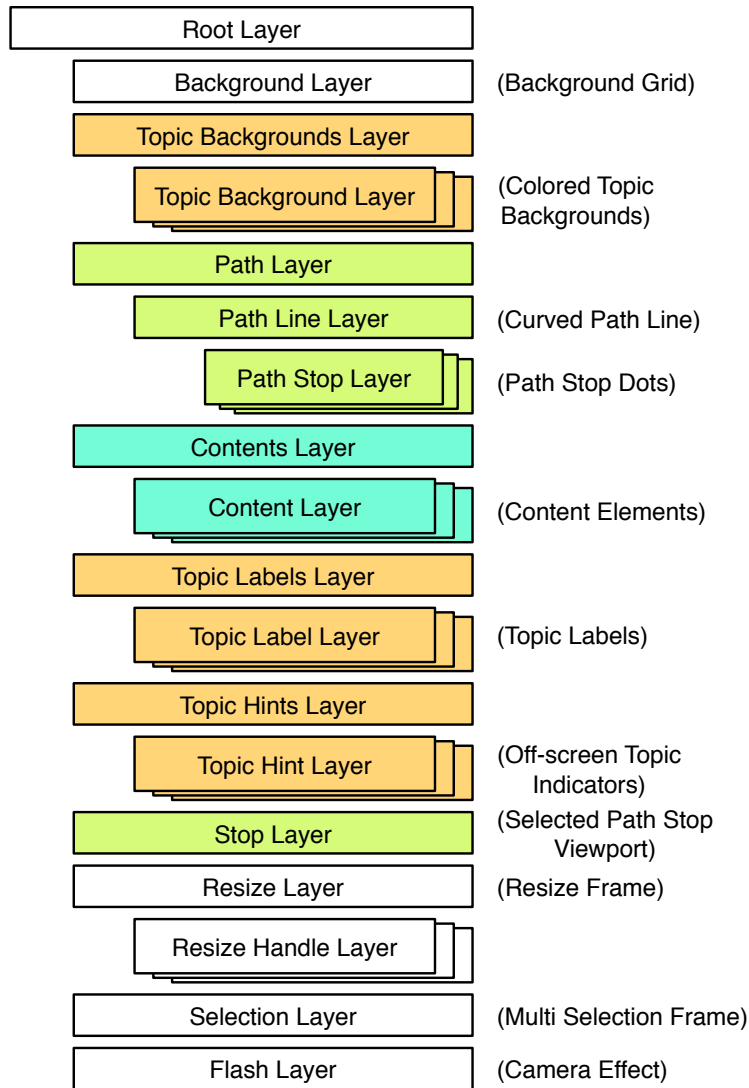 Root Layer
Background Layer (Background Grid)
Topic Backgrounds Layer
Topic Background Layer (Colored Topic
Backgrounds)
Path Layer
Path Line Layer (Curved Path Line)
Path Stop Layer (Path Stop Dots)
Contents Layer
Content Layer (Content Elements)
Topic Labels Layer
Topic Label Layer (Topic Labels)
Topic Hints Layer
Topic Hint Layer (Off-screen Topic
Indicators)
Stop Layer (Selected Path Stop
Viewport)
Resize Layer (Resize Frame)
Resize Handle Layer
Selection Layer (Multi Selection Frame)
Flash Layer (Camera Effect)